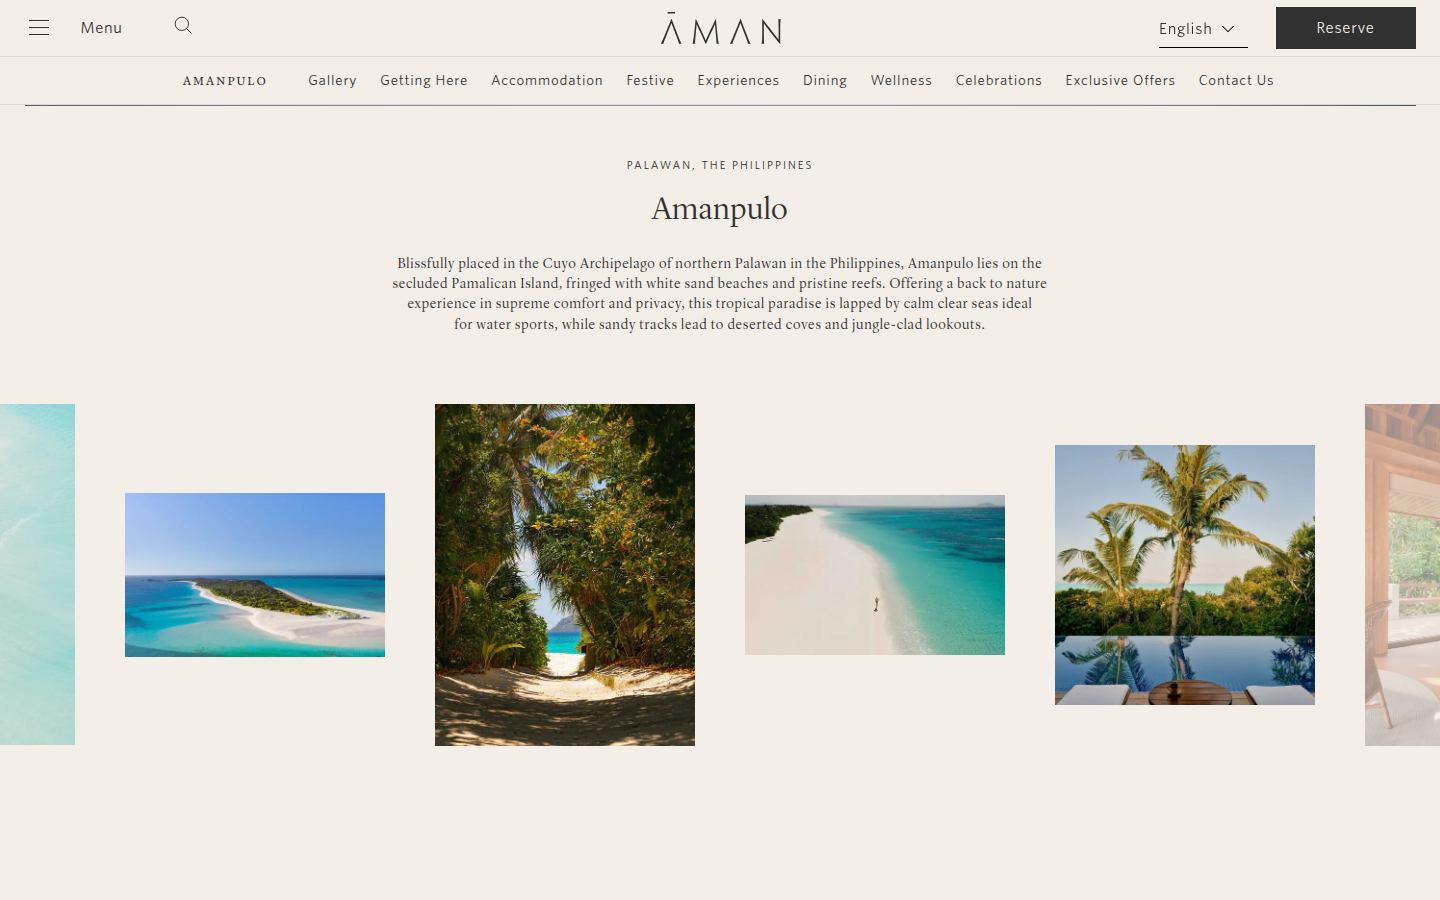 Menu
ĀMAN
English
Reserve
AMANPULO
Gallery
Getting Here
Accommodation
Festive
Experiences
Dining
Wellness
Celebrations
Exclusive Offers
Contact Us
PALAWAN, THE PHILIPPINES
Amanpulo
Blissfully placed in the Cuyo Archipelago of northern Palawan in the Philippines, Amanpulo lies on the
secluded Pamalican Island, fringed with white sand beaches and pristine reefs. Offering a back to nature
experience in supreme comfort and privacy, this tropical paradise is lapped by calm clear seas ideal
for water sports, while sandy tracks lead to deserted coves and jungle-clad lookouts.